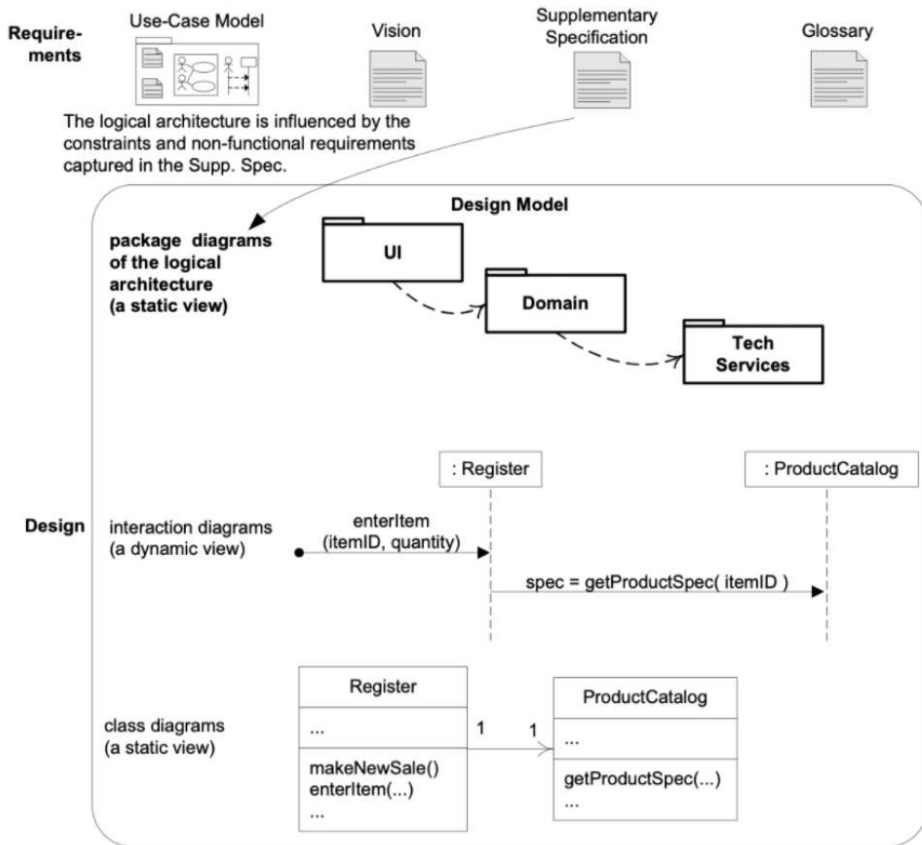 Require-
ments
Use-Case Model
Vision
Supplementary
Specification
Glossary
The logical architecture is influenced by the
constraints and non-functional requirements
captured in the Supp. Spec.
Design Model
package diagrams
of the logical
architecture
(a static view)
UI
Domain
Tech
Services
: Register
: ProductCatalog
Design
interaction diagrams
(a dynamic view)
enterItem
(itemID, quantity)
spec = getProductSpec( itemID )
class diagrams
(a static view)
Register
...
makeNewSale()
enterItem(...)
...
1
1
ProductCatalog
...
getProductSpec(...)
...